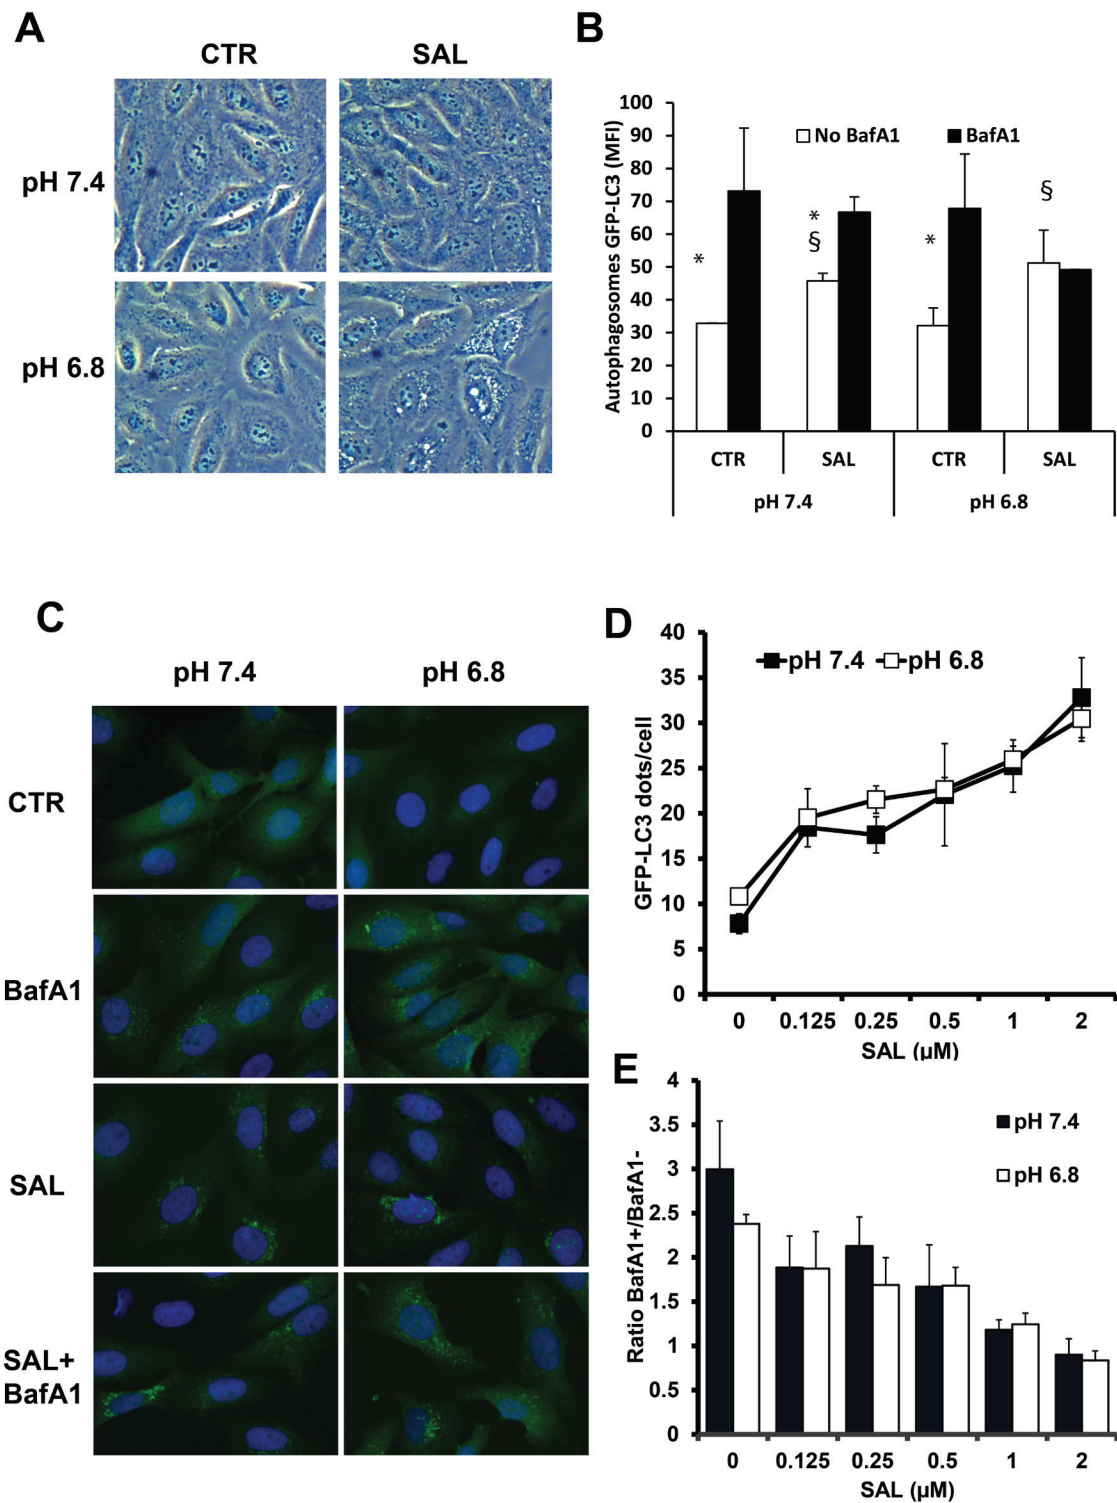 A
CTR SAL
pH 7.4
pH 6.8
B
100
90
80
70
60
50
40
30
20
10
0
Autophagosomes GFP-LC3 (MFI)
No BafA1 BafA1
*
*
§
*
§
CTR SAL CTR SAL
pH 7.4 pH 6.8
C
pH 7.4 pH 6.8
CTR
BafA1
SAL
SAL+
BafA1
D
40
35
30
25
20
15
10
5
0
GFP-LC3 dots/cell
pH 7.4 pH 6.8
0 0.125 0.25 0.5 1 2
SAL (µM)
E
4
3.5
3
2.5
2
1.5
1
0.5
0
Ratio BafA1+/BafA1-
pH 7.4
pH 6.8
0 0.125 0.25 0.5 1 2
SAL (µM)